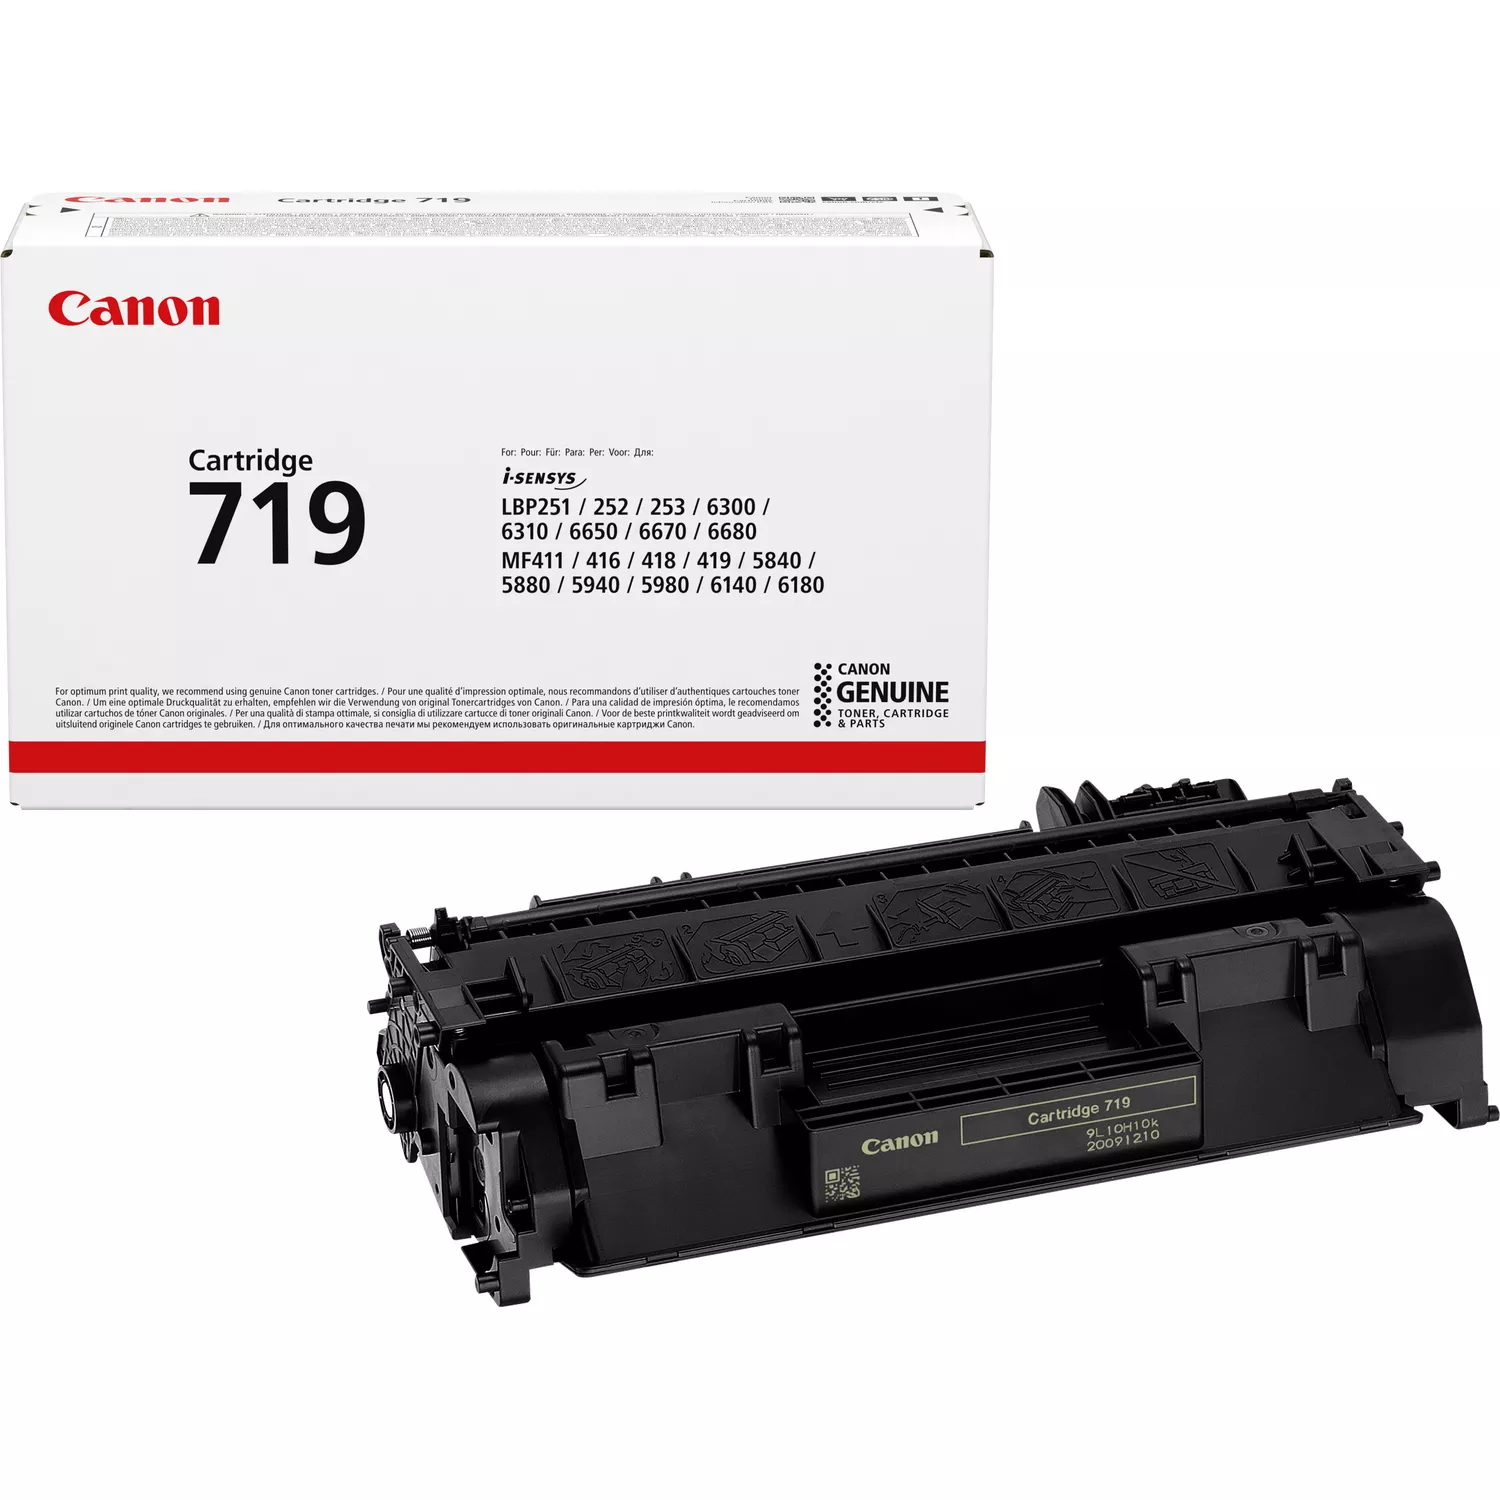 Canon Cartridge 719
Canon
Cartridge
719
For: Pour: Für: Para: Per: Voor: Для:
i-SENSYS
LBP251 / 252 / 253 / 6300 /
6310 / 6650 / 6670 / 6680
MF411 / 416 / 418 / 419 / 5840 /
5880 / 5940 / 5980 / 6140 / 6180
CANON
GENUINE
TONER, CARTRIDGE
& PARTS
For optimum print quality, we recommend using genuine Canon toner cartridges. / Pour une qualité d'impression optimale, nous recommandons d'utiliser d'authentiques cartouches toner
Canon. / Um eine optimale Druckqualität zu erhalten, empfehlen wir die Verwendung von original Tonercartridges von Canon. / Para una calidad de impresión óptima, le recomendamos
utilizar cartuchos de tóner Canon originales. / Per una qualità di stampa ottimale, si consiglia di utilizzare cartucce di toner originali Canon. / Voor de beste printkwaliteit wordt geadviseerd om
uitsluitend originele Canon cartridges te gebruiken. / Для оптимального качества печати мы рекомендуем использовать оригинальные картриджи Canon.
1
2
3
4
Canon
Cartridge 719
9L10H10k
20091210